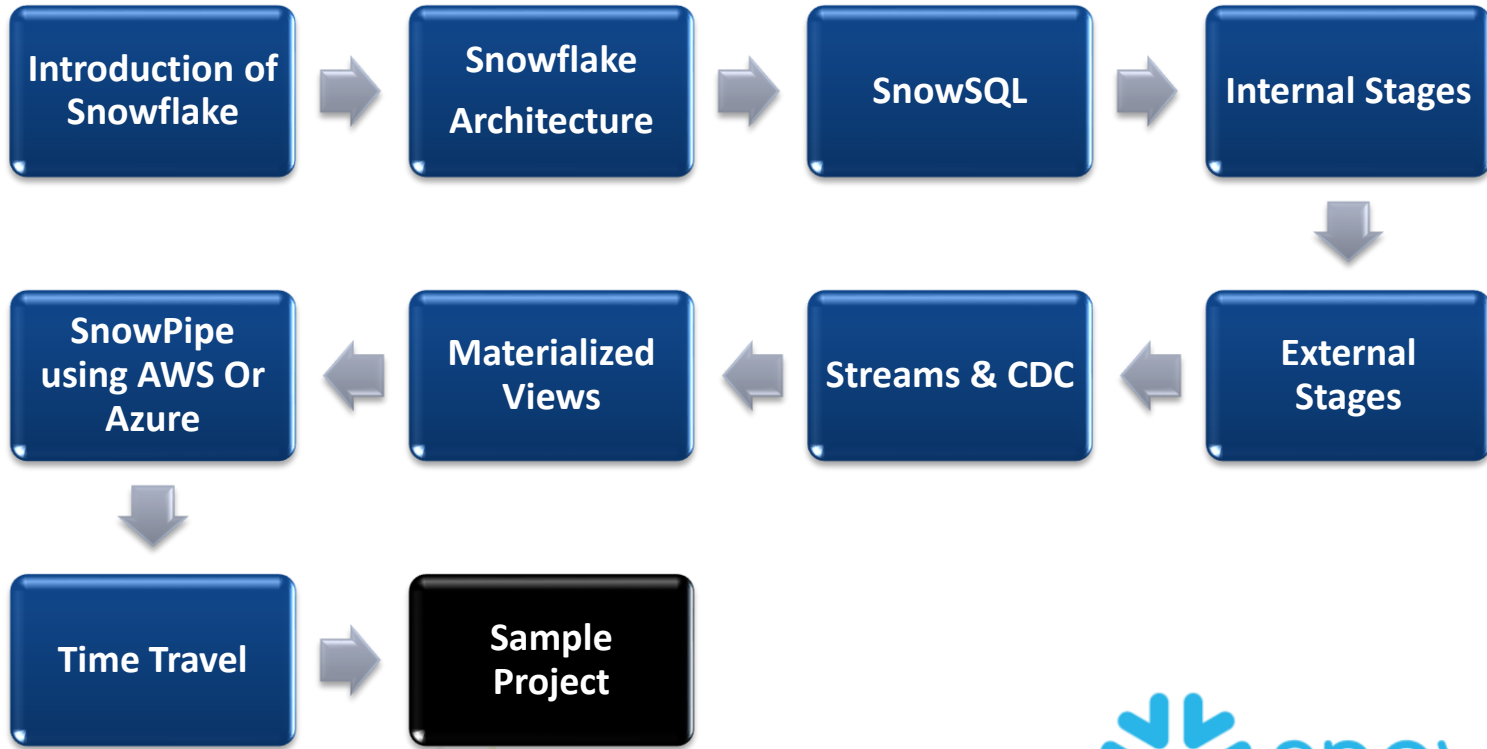 Introduction of
Snowflake
Snowflake
Architecture
SnowSQL
Internal Stages
External
Stages
Streams & CDC
Materialized
Views
SnowPipe
using AWS Or
Azure
Time Travel
Sample
Project